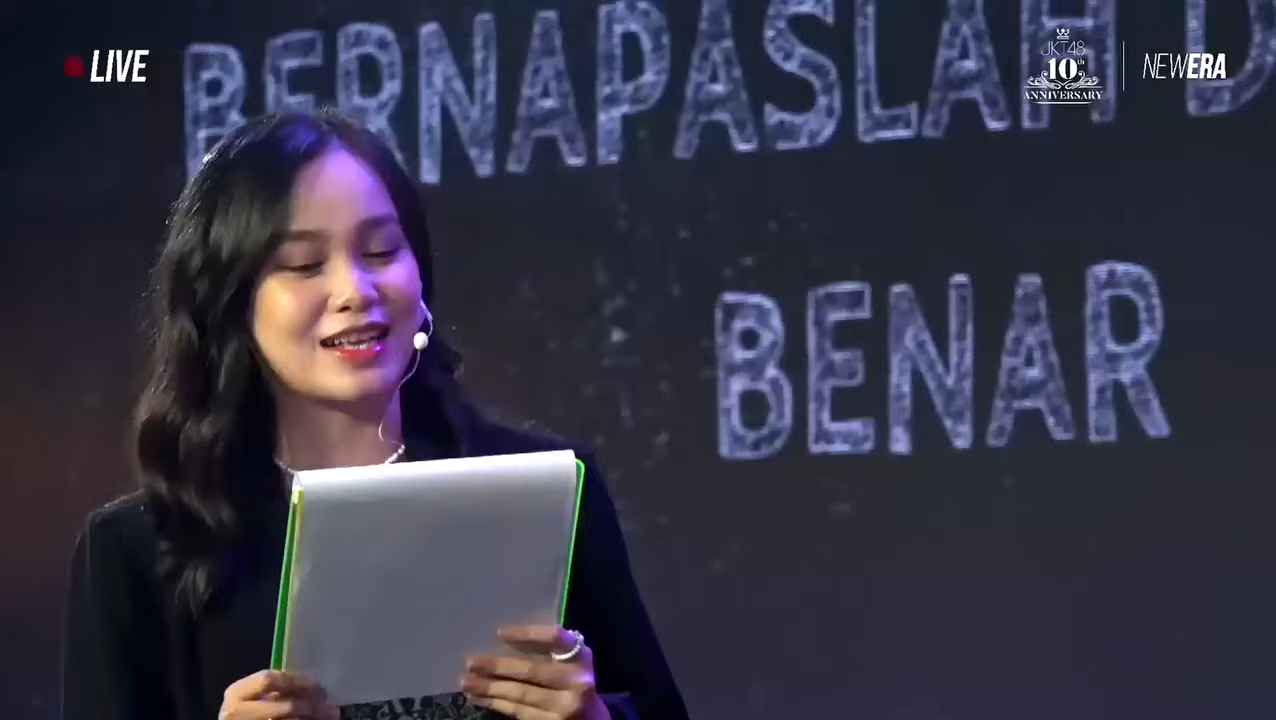 LIVE
JKT48
10th
ANNIVERSARY
NEWERA
BERNAPASLAH D
BENAR